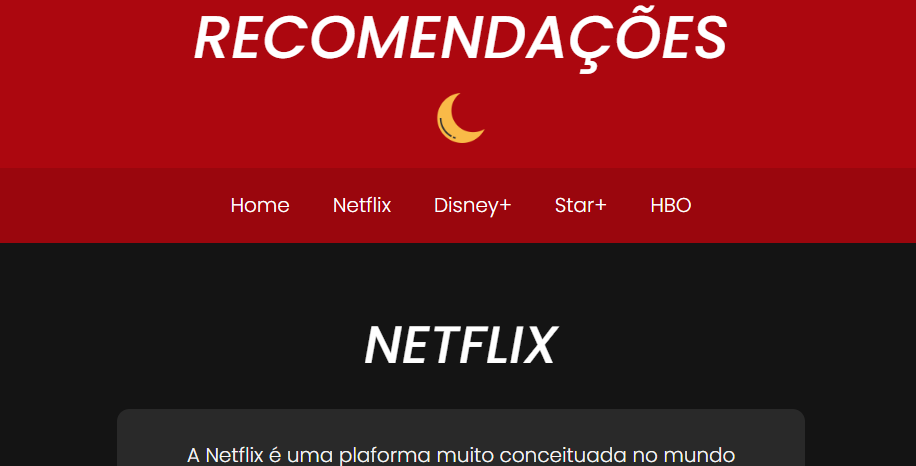 RECOMENDAÇÕES
Home Netflix Disney+ Star+ HBO
NETFLIX
A Netflix é uma plaforma muito conceituada no mundo